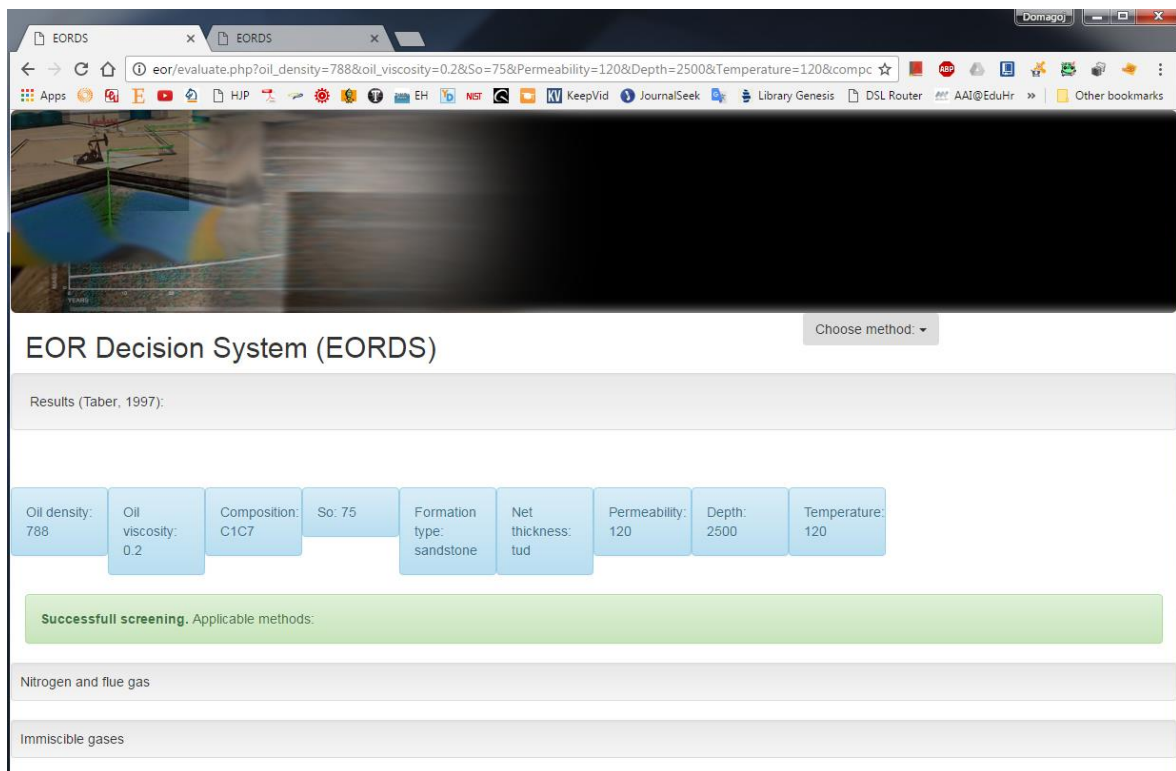 Domagoj
EORDS
EORDS
eor/evaluate.php?oil_density=788&oil_viscosity=0.2&So=75&Permeability=120&Depth=2500&Temperature=120&compc
Apps
E
HJP
EH
NIST
KV KeepVid
JournalSeek
Library Genesis
DSL Router
AAI@EduHr
»
Other bookmarks
YEARS
EOR Decision System (EORDS)
Choose method:
Results (Taber, 1997):
Oil density:
788
Oil
viscosity:
0.2
Composition:
C1C7
So: 75
Formation
type:
sandstone
Net
thickness:
tud
Permeability:
120
Depth:
2500
Temperature:
120
Successfull screening. Applicable methods:
Nitrogen and flue gas
Immiscible gases